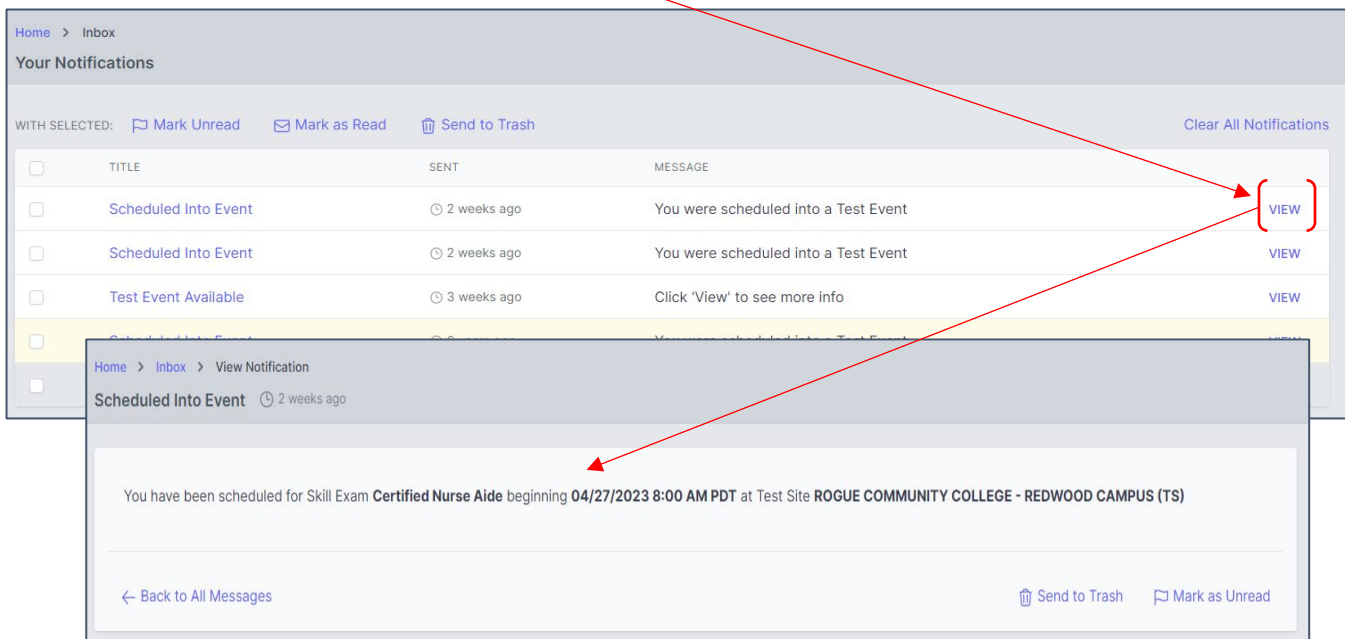 Home > Inbox
Your Notifications
WITH SELECTED: Mark Unread Mark as Read Send to Trash Clear All Notifications
TITLE SENT MESSAGE
Scheduled Into Event 2 weeks ago You were scheduled into a Test Event VIEW
Scheduled Into Event 2 weeks ago You were scheduled into a Test Event VIEW
Test Event Available 3 weeks ago Click 'View' to see more info VIEW
Home > Inbox > View Notification
Scheduled Into Event 2 weeks ago
You have been scheduled for Skill Exam Certified Nurse Aide beginning 04/27/2023 8:00 AM PDT at Test Site ROGUE COMMUNITY COLLEGE - REDWOOD CAMPUS (TS)
← Back to All Messages Send to Trash Mark as Unread